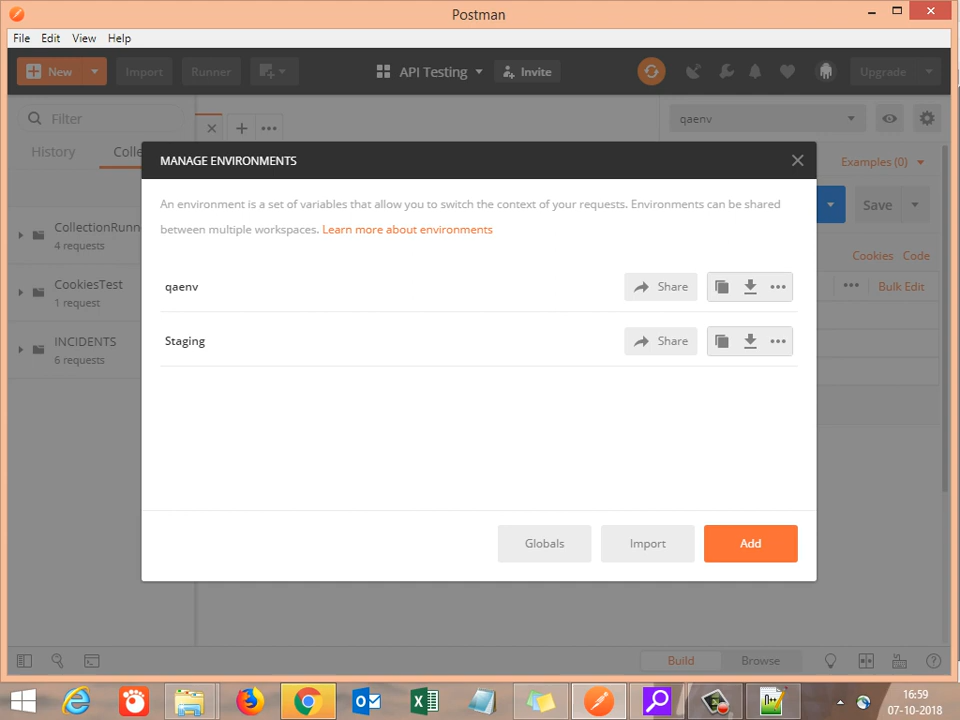 Postman
File Edit View Help
New Import Runner API Testing Invite Upgrade
Filter qaenv
History Colle Examples (0)
MANAGE ENVIRONMENTS
An environment is a set of variables that allow you to switch the context of your requests. Environments can be shared
between multiple workspaces. Learn more about environments
Save
CollectionRunn
4 requests
Cookies Code
CookiesTest
1 request
Bulk Edit
INCIDENTS
6 requests
qaenv Share
Staging Share
Globals Import Add
Build Browse
16:59
07-10-2018